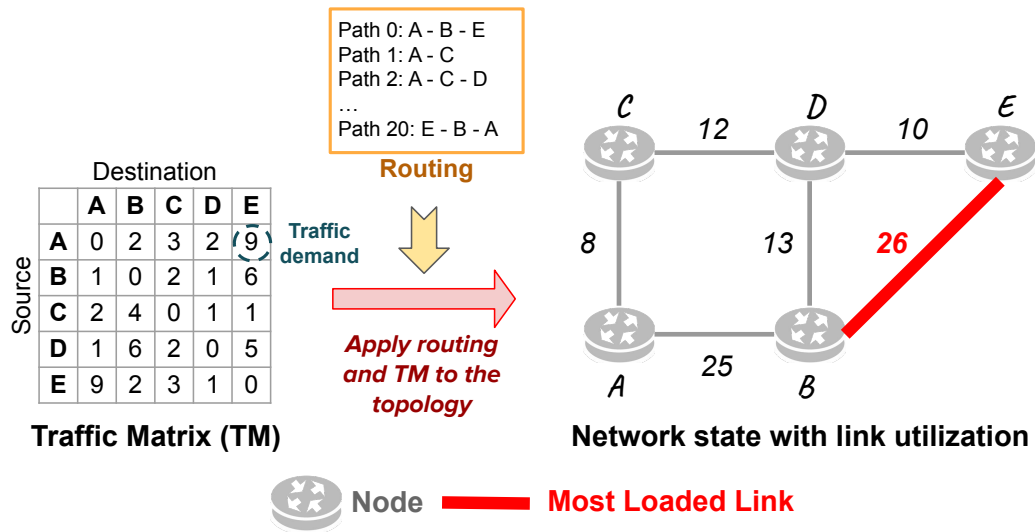 Path 0: A - B - E
Path 1: A - C
Path 2: A - C - D
...
Path 20: E - B - A
Routing
Destination
A B C D E
Source
A 0 2 3 2 9
B 1 0 2 1 6
C 2 4 0 1 1
D 1 6 2 0 5
E 9 2 3 1 0
Traffic
demand
Traffic Matrix (TM)
Apply routing
and TM to the
topology
C D E
12 10
8 13 26
25
A B
Network state with link utilization
Node
Most Loaded Link